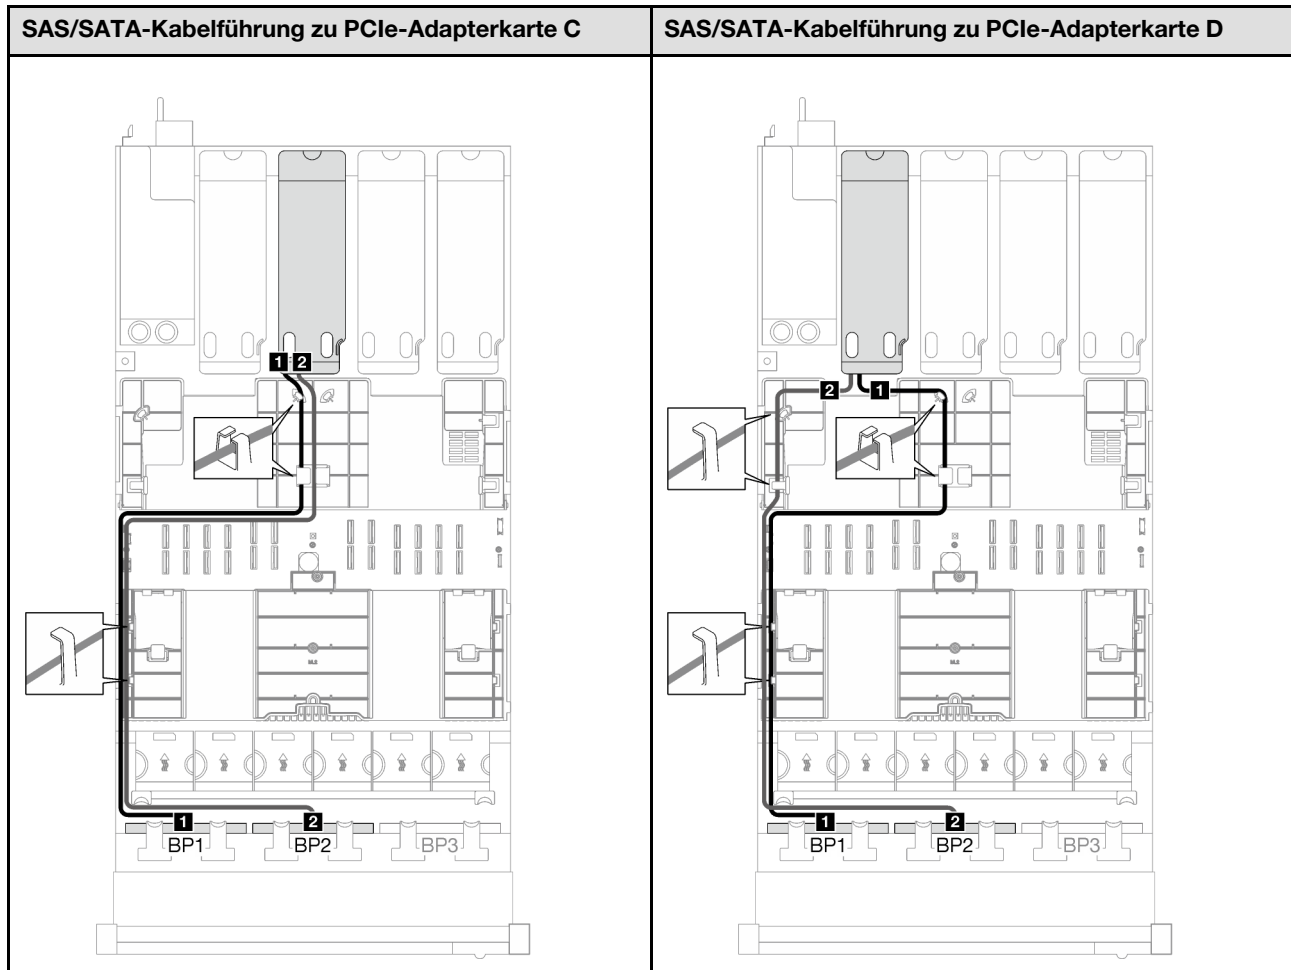 SAS/SATA-Kabelführung zu PCIe-Adapterkarte C
SAS/SATA-Kabelführung zu PCIe-Adapterkarte D
1 2
2 1
1 2
BP1 BP2 BP3
1 2
BP1 BP2 BP3